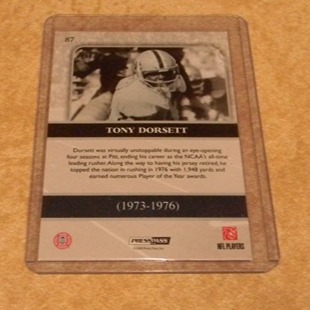 87
TONY DORSETT
Dorsett was virtually unstoppable during an eye-opening
four seasons at Pitt, ending his career as the NCAA's all-time
leading rusher. Along the way to having his jersey retired, he
topped the nation in rushing in 1976 with 1,948 yards and
earned numerous Player of the Year awards.
(1973-1976)
PRESS PASS
NFL PLAYERS